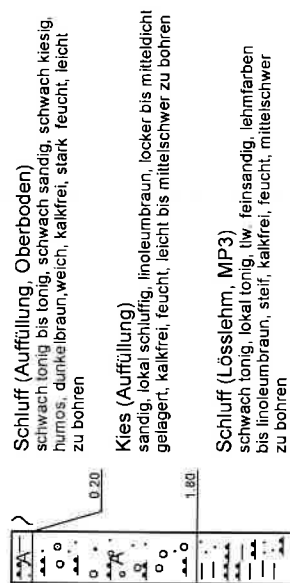 Schluff (Auffüllung, Oberboden)
schwach tonig bis tonig, schwach sandig, schwach kiesig,
humos, dunkelbraun,weich, kalkfrei, stark feucht, leicht
zu bohren
0.20
Kies (Auffüllung)
sandig, lokal schluffig, linoleumbraun, locker bis mitteldicht
gelagert, kalkfrei, feucht, leicht bis mittelschwer zu bohren
1.80
Schluff (Lösslehm, MP3)
schwach tonig, lokal tonig, tlw. feinsandig, lehmfarben
bis linoleumbraun, steif, kalkfrei, feucht, mittelschwer
zu bohren
A
A